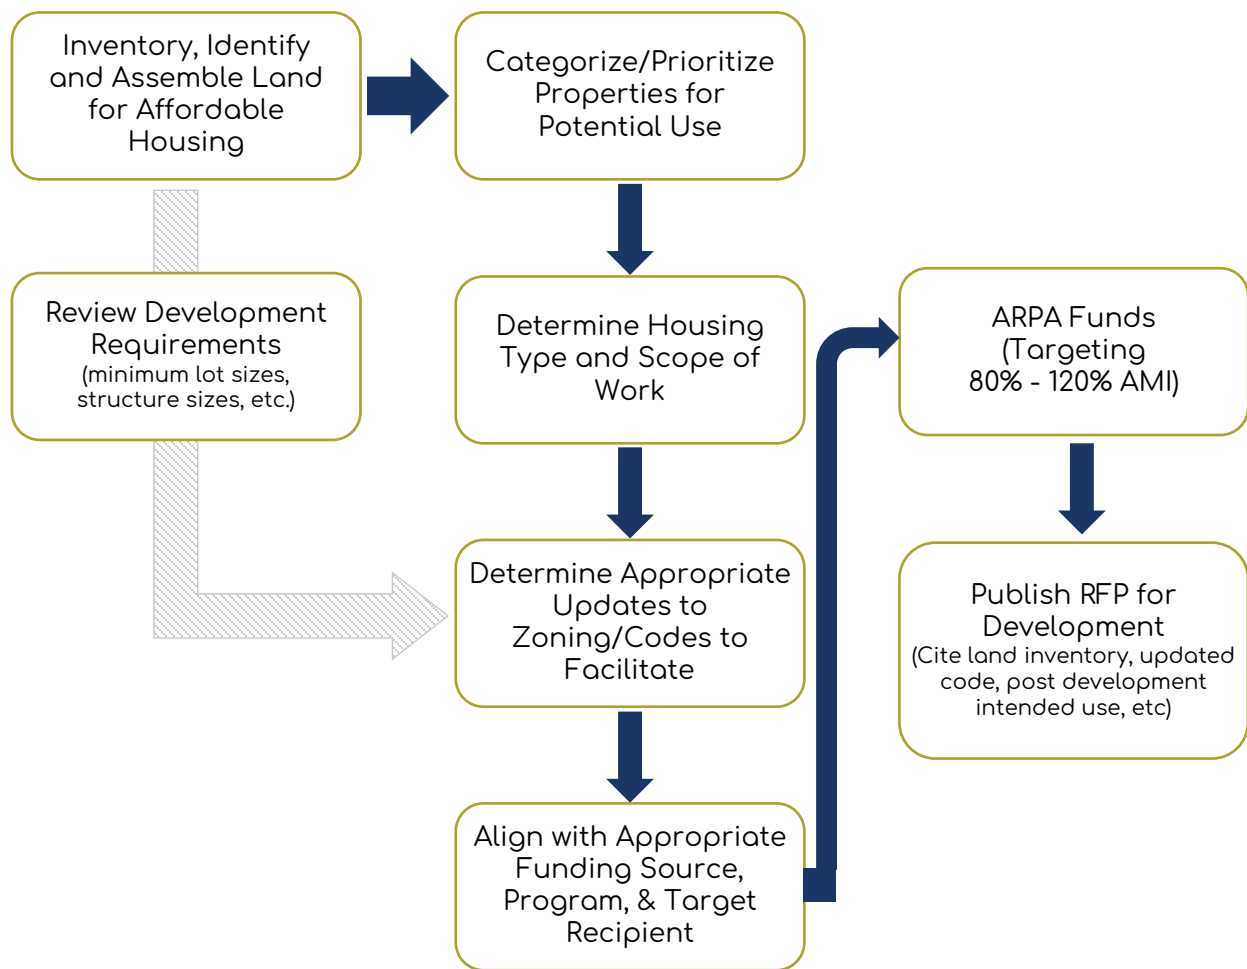 Inventory, Identify
and Assemble Land
for Affordable
Housing
Categorize/Prioritize
Properties for
Potential Use
Review Development
Requirements
(minimum lot sizes,
structure sizes, etc.)
Determine Housing
Type and Scope of
Work
Determine Appropriate
Updates to
Zoning/Codes to
Facilitate
Align with Appropriate
Funding Source,
Program, & Target
Recipient
ARPA Funds
(Targeting
80% - 120% AMI)
Publish RFP for
Development
(Cite land inventory, updated
code, post development
intended use, etc)